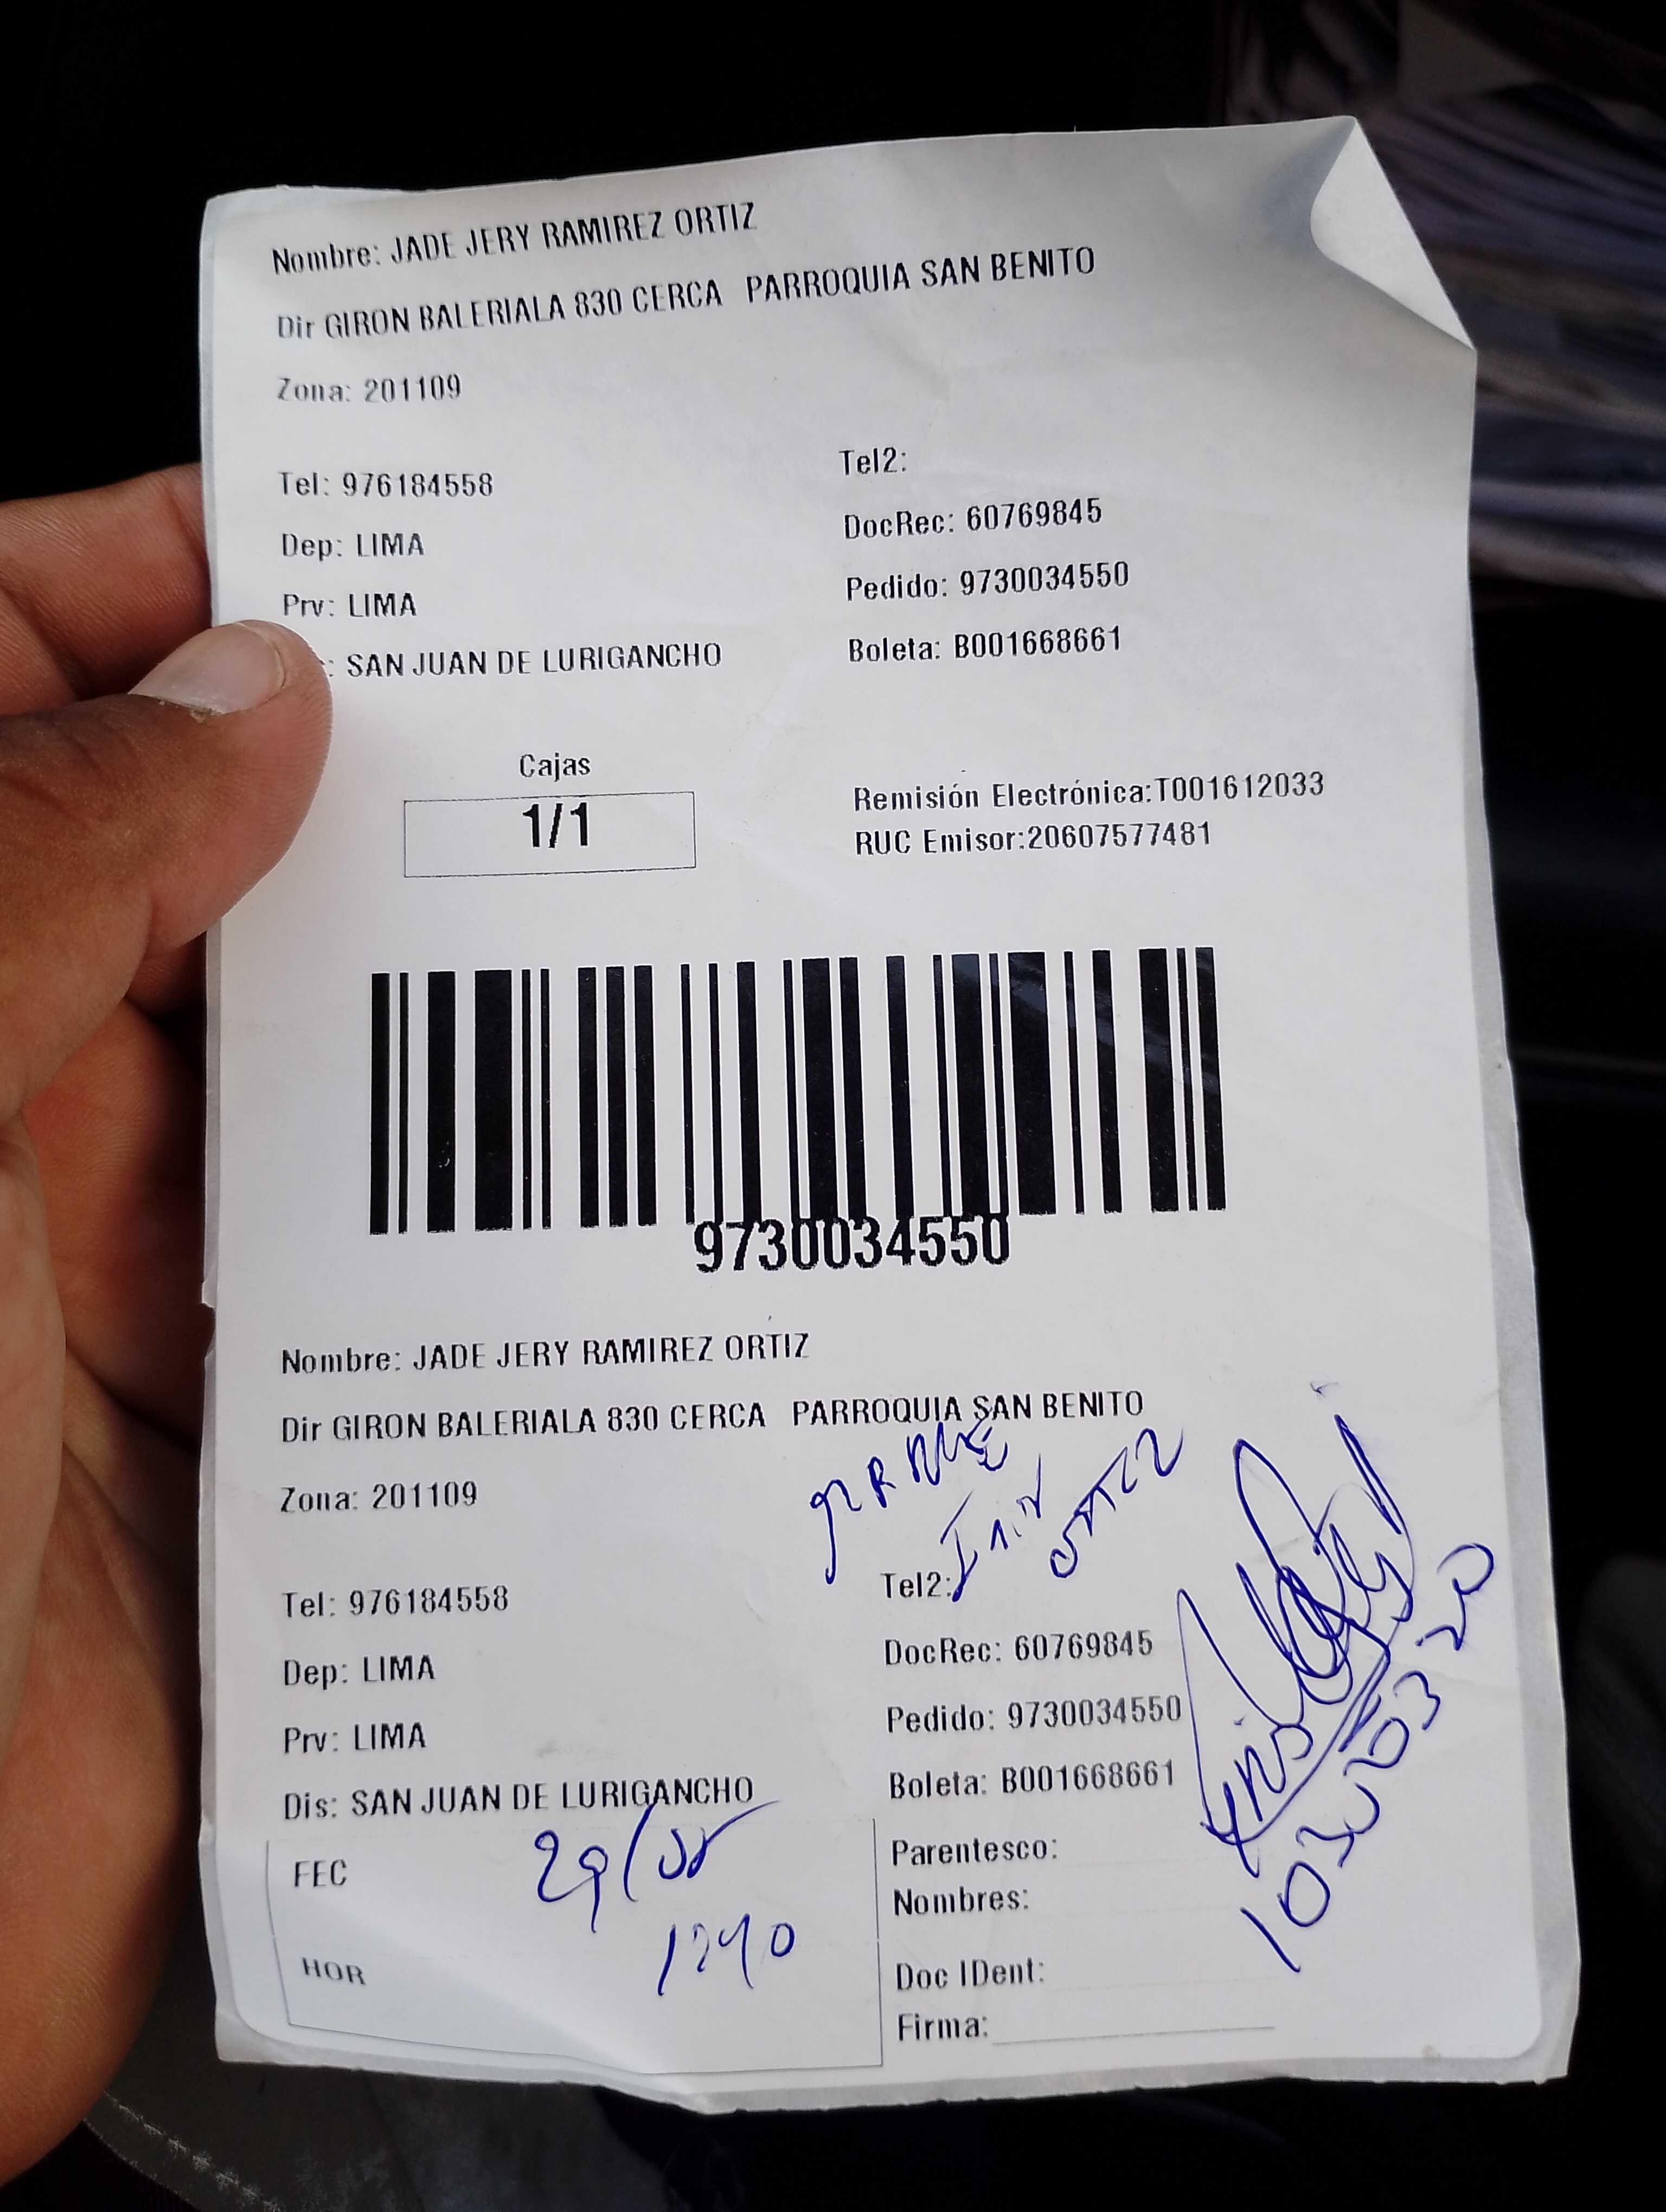 Nombre: JADE JERY RAMIREZ ORTIZ
Dir GIRON BALERIALA 830 CERCA PARROQUIA SAN BENITO
Zona: 201109
Tel: 976184558
Tel2:
Dep: LIMA
DocRec: 60769845
Prv: LIMA
Pedido: 9730034550
: SAN JUAN DE LURIGANCHO
Boleta: B001668661
Cajas
1/1
Remisión Electrónica:T001612033
RUC Emisor:20607577481
9730034550
Nombre: JADE JERY RAMIREZ ORTIZ
Dir GIRON BALERIALA 830 CERCA PARROQUIA SAN BENITO
Zona: 201109
ORTIZ
Tel: 976184558
Tel2:
Dep: LIMA
DocRec: 60769845
Prv: LIMA
Pedido: 9730034550
Dis: SAN JUAN DE LURIGANCHO
Boleta: B001668661
FEC
Parentesco:
Nombres:
HOR
Doc IDent:
Firma: